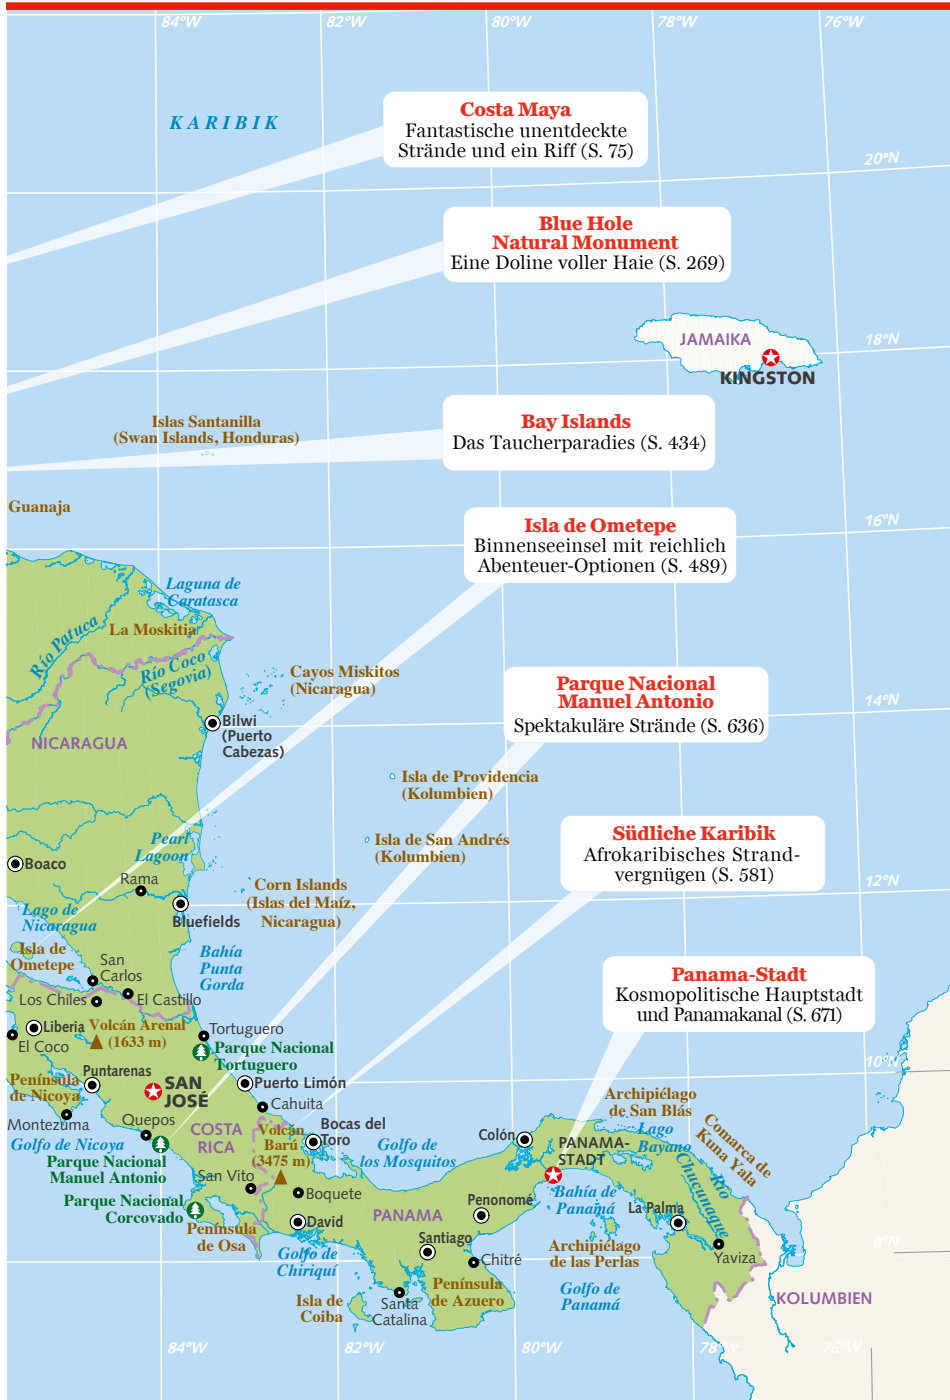 84°W
82°W
80°W
78°W
76°W
KARIBIK
Costa Maya
Fantastische unentdeckte
Strände und ein Riff (S. 75)
20°N
Blue Hole
Natural Monument
Eine Doline voller Haie (S. 269)
JAMAIKA
18°N
KINGSTON
Islas Santanilla
(Swan Islands, Honduras)
Bay Islands
Das Taucherparadies (S. 434)
Guanaja
16°N
Isla de Ometepe
Binnenseeinsel mit reichlich
Abenteuer-Optionen (S. 489)
Laguna de
Caratasca
La Moskitia
Río Patuca
Río Coco
(Segovia)
Cayos Miskitos
(Nicaragua)
Parque Nacional
Manuel Antonio
Spektakuläre Strände (S. 636)
14°N
Bilwi
(Puerto
Cabezas)
NICARAGUA
Isla de Providencia
(Kolumbien)
Isla de San Andrés
(Kolumbien)
Südliche Karibik
Afrokaribisches Strand-
vergnügen (S. 581)
Pearl
Lagoon
Boaco
Rama
12°N
Corn Islands
(Islas del Maíz,
Nicaragua)
Bluefields
Lago de
Nicaragua
Isla de
Ometepe
Bahía
Punta
Gorda
San
Carlos
Los Chiles
El Castillo
Panama-Stadt
Kosmopolitische Hauptstadt
und Panamakanal (S. 671)
Liberia
El Coco
Volcán Arenal
(1633 m)
Tortuguero
Parque Nacional
Tortuguero
10°N
Puntarenas
Península
de Nicoya
SAN
JOSÉ
Puerto Limón
Cahuita
Montezuma
Quepos
Golfo de Nicoya
COSTA
RICA
Parque Nacional
Manuel Antonio
Volcán
Barú
(3475 m)
Bocas del
Toro
Golfo de
los Mosquitos
Colón
PANAMA-
STADT
Archipiélago
de San Blás
Lago
Bayano
Comarca de
Kuna Yala
Río
Chucunaque
San Vito
Parque Nacional
Corcovado
Boquete
Península
de Osa
David
PANAMA
Penonomé
Bahía de
Panamá
La Palma
Santiago
Chitré
Golfo de
Chiriquí
Archipiélago
de las Perlas
Yaviza
8°N
Isla de
Coiba
Santa
Catalina
Península
de Azuero
Golfo de
Panamá
KOLUMBIEN
84°W
82°W
80°W
78°W
76°W